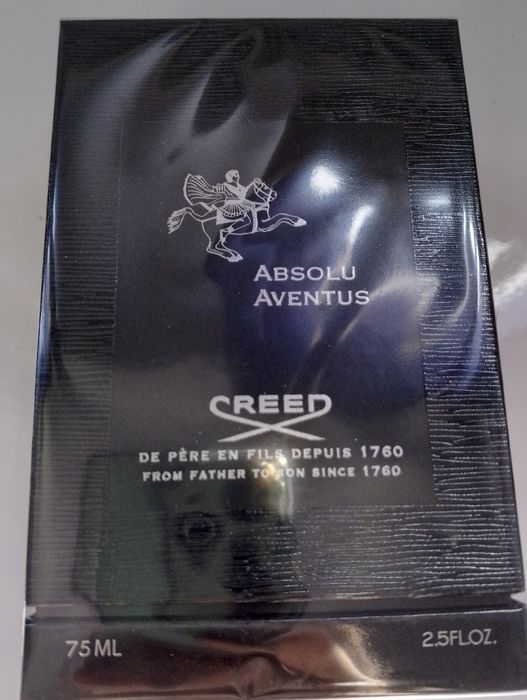 ABSOLU
AVENTUS
CREED
DE PÈRE EN FILS DEPUIS 1760
FROM FATHER TO SON SINCE 1760
75 ML 2.5FL.OZ.